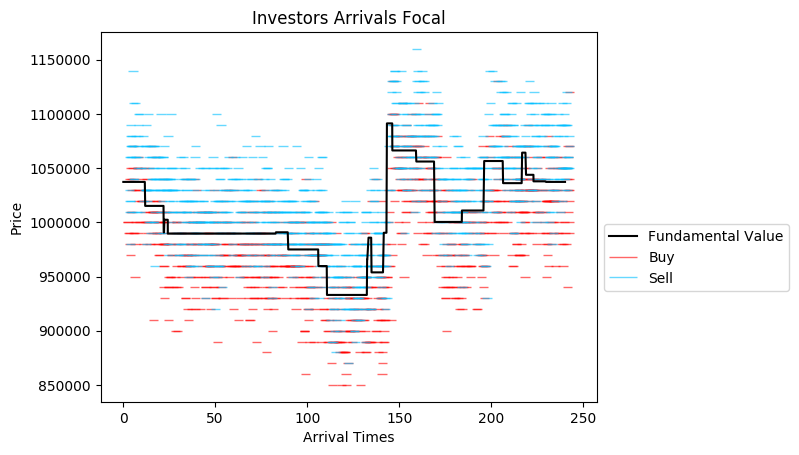 Investors Arrivals Focal
Price
1150000
1100000
1050000
1000000
950000
900000
850000
0 50 100 150 200 250
Arrival Times
Fundamental Value
Buy
Sell